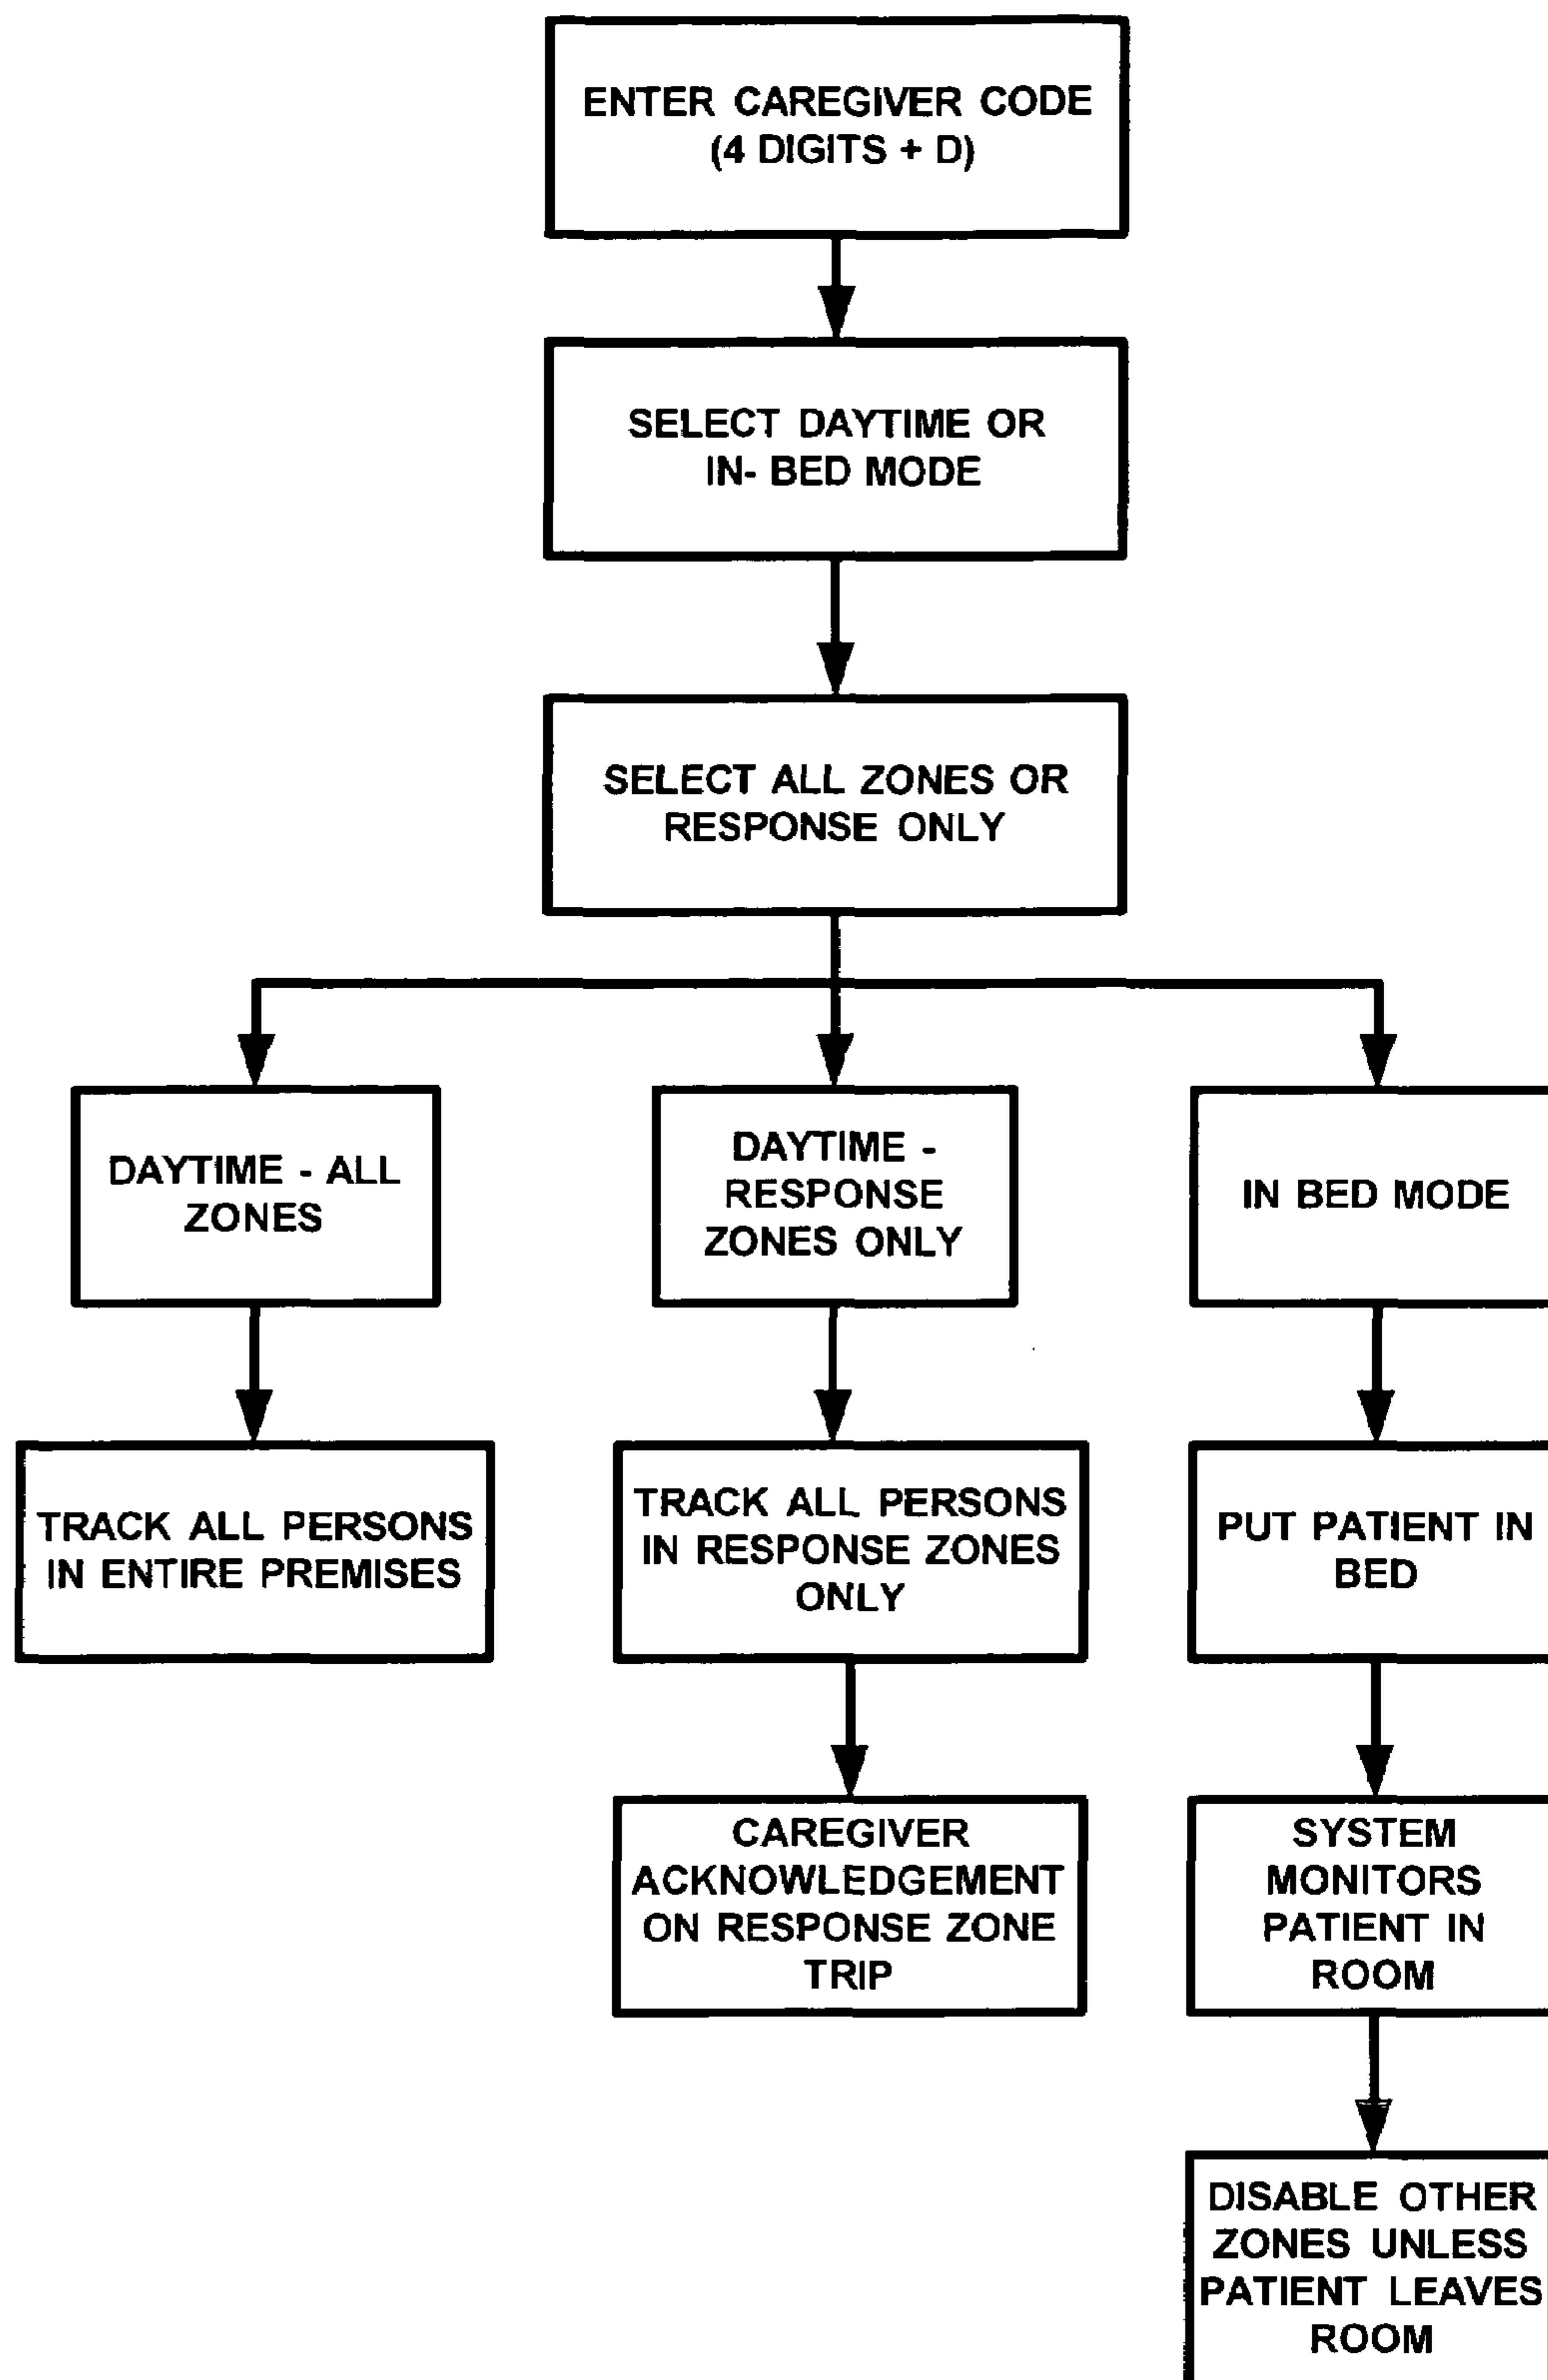 ENTER CAREGIVER CODE
(4 DIGITS + D)
SELECT DAYTIME OR
IN- BED MODE
SELECT ALL ZONES OR
RESPONSE ONLY
DAYTIME - ALL
ZONES
DAYTIME -
RESPONSE
ZONES ONLY
IN BED MODE
TRACK ALL PERSONS
IN ENTIRE PREMISES
TRACK ALL PERSONS
IN RESPONSE ZONES
ONLY
PUT PATIENT IN
BED
CAREGIVER
ACKNOWLEDGEMENT
ON RESPONSE ZONE
TRIP
SYSTEM
MONITORS
PATIENT IN
ROOM
DISABLE OTHER
ZONES UNLESS
PATIENT LEAVES
ROOM